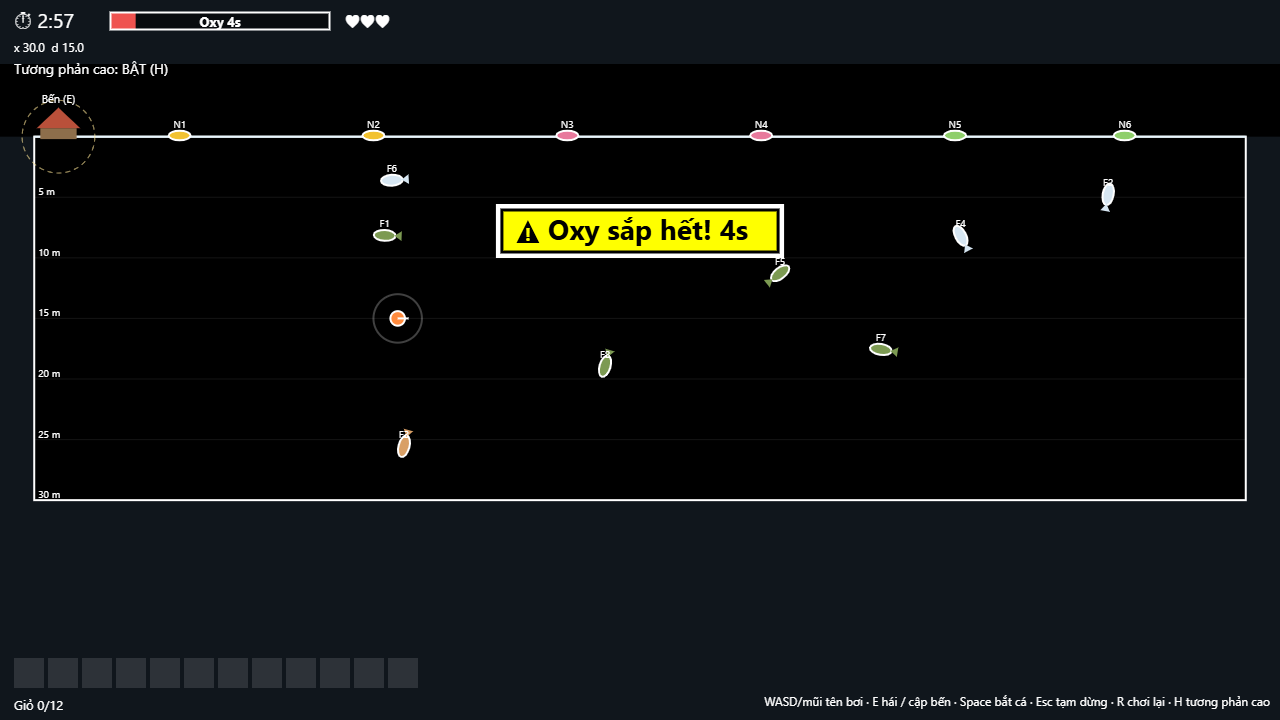 ⏱ 2:57
Oxy 4s
x 30.0 d 15.0
Tương phản cao: BẬT (H)
Bến (E)
N1
N2
N3
N4
N5
N6
F6
5 m
F1
⚠ Oxy sắp hết! 4s
F4
10 m
F5
15 m
F7
20 m
25 m
30 m
Giỏ 0/12
WASD/mũi tên bơi · E hái / cập bến · Space bắt cá · Esc tạm dừng · R chơi lại · H tương phản cao